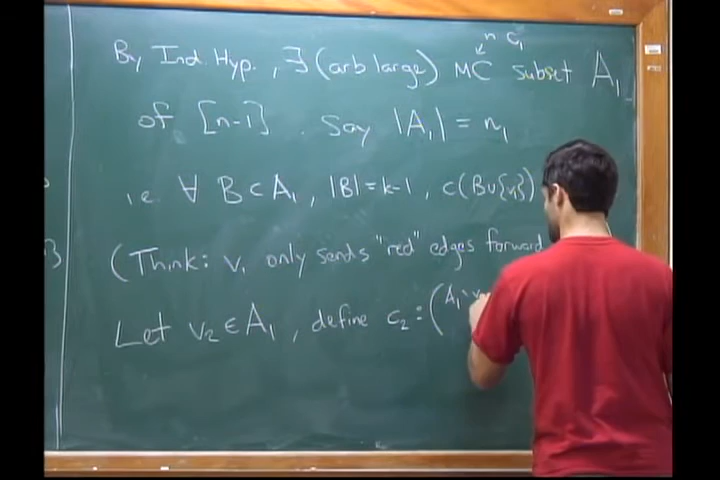 n c₁
By Ind. Hyp., ∃ (arb large) MC subset A₁
of [n-1]. Say |A₁| = n₁
i.e. ∀ B ⊂ A₁, |B| = k-1, c(B∪{v₁})
(Think: v₁ only sends "red" edges forward
Let v₂ ∈ A₁, define c₂ : (A₁∖v